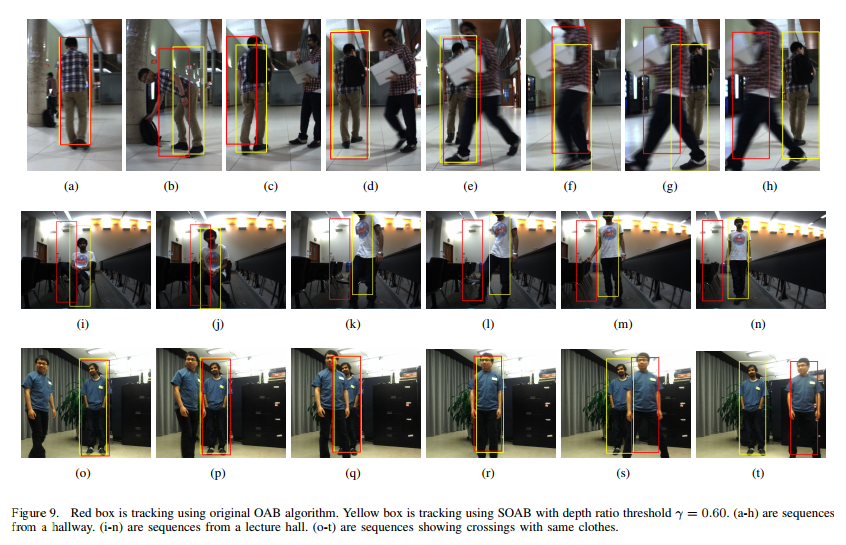 (a) (b) (c) (d) (e) (f) (g) (h)
(i) (j) (k) (l) (m) (n)
(o) (p) (q) (r) (s) (t)
Figure 9. Red box is tracking using original OAB algorithm. Yellow box is tracking using SOAB with depth ratio threshold γ = 0.60. (a-h) are sequences
from a hallway. (i-n) are sequences from a lecture hall. (o-t) are sequences showing crossings with same clothes.